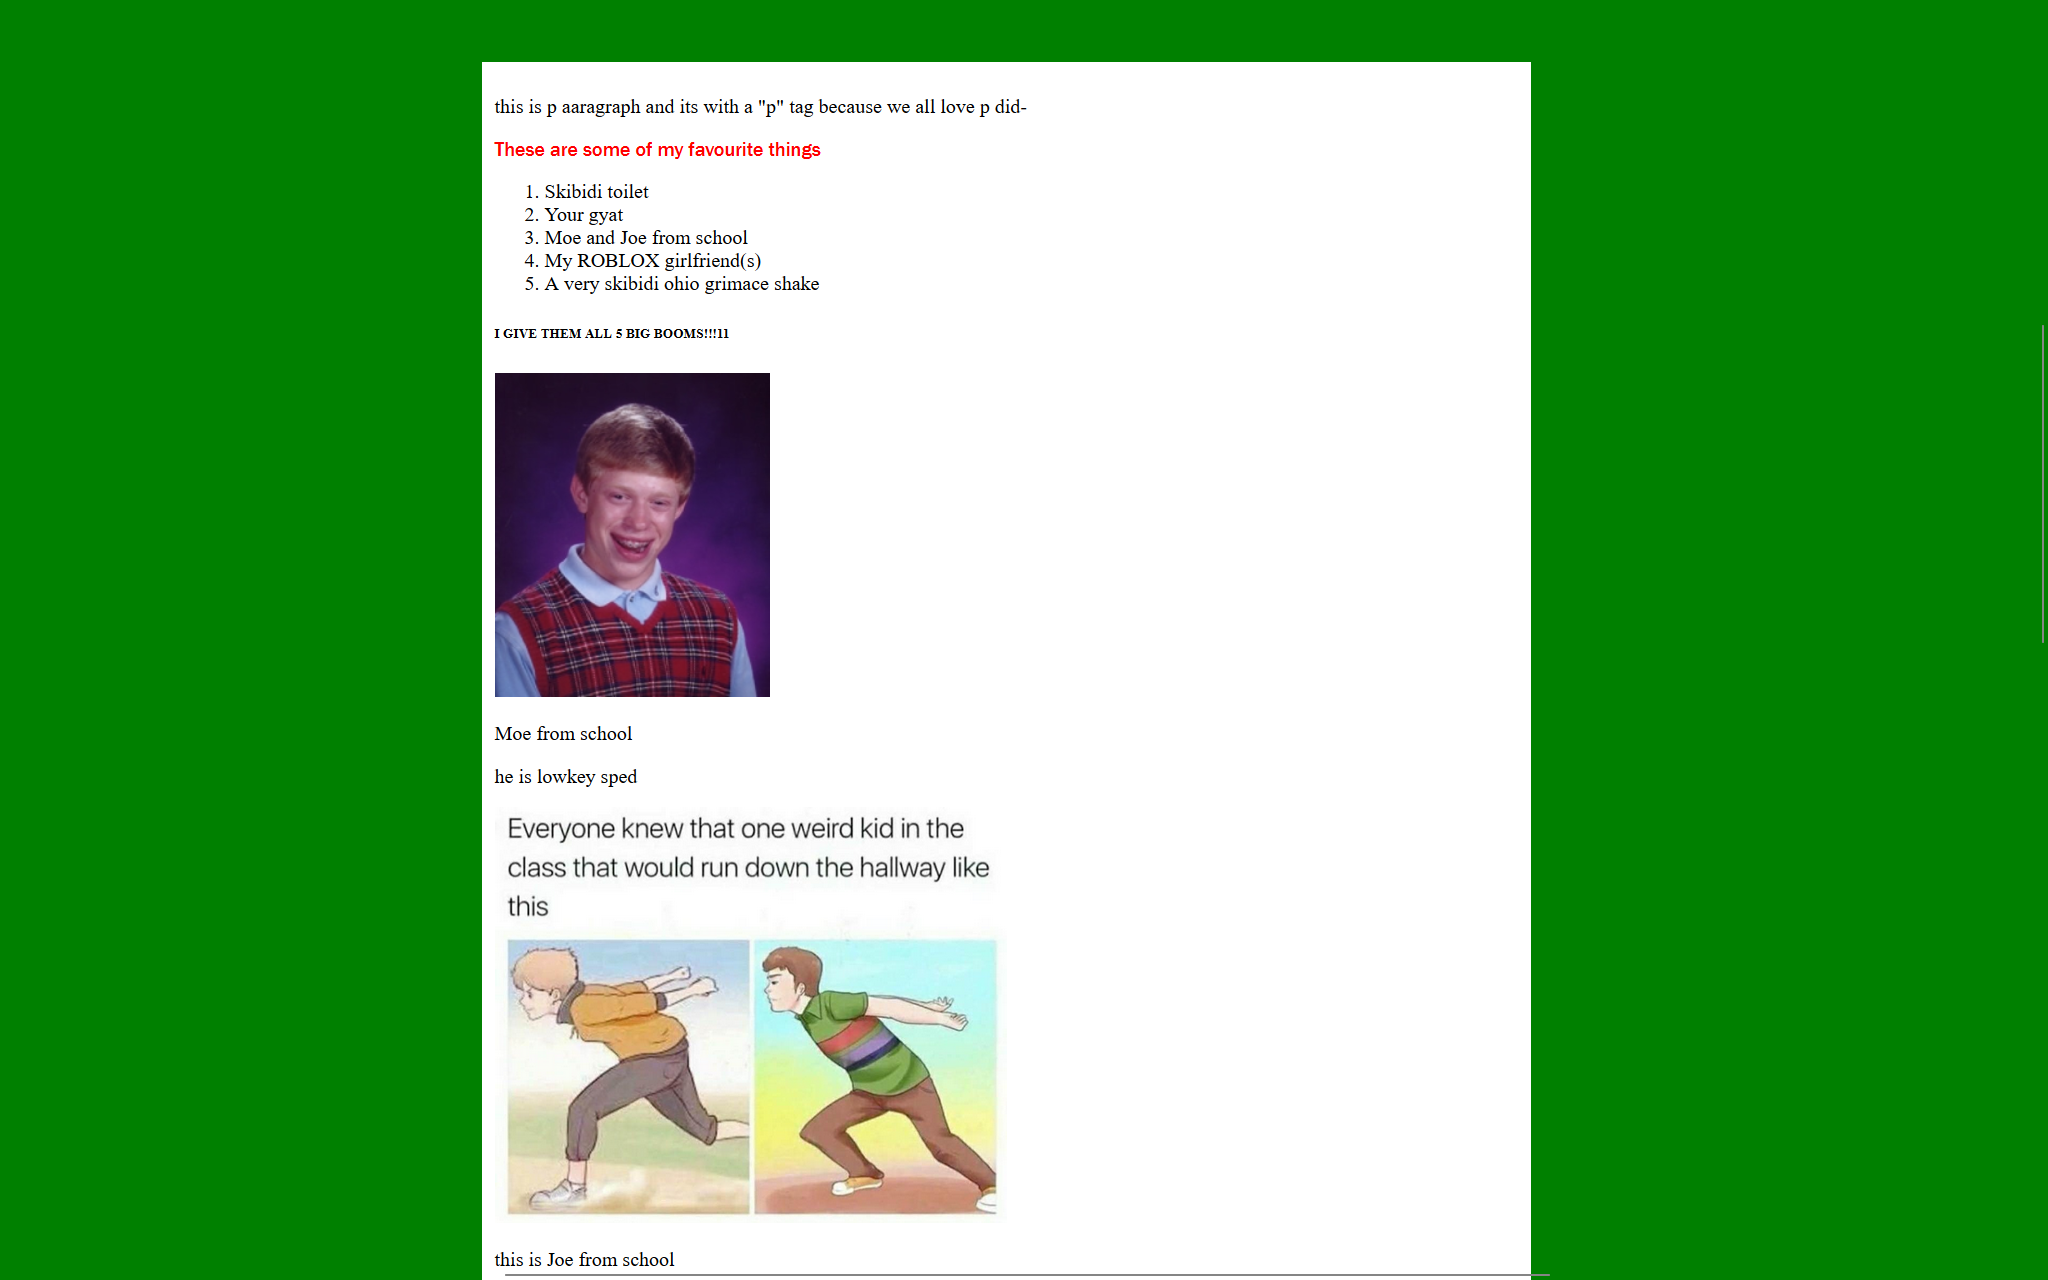 this is p aaragraph and its with a "p" tag because we all love p did-
These are some of my favourite things
1. Skibidi toilet
2. Your gyat
3. Moe and Joe from school
4. My ROBLOX girlfriend(s)
5. A very skibidi ohio grimace shake
I GIVE THEM ALL 5 BIG BOOMS!!!11
Moe from school
he is lowkey sped
Everyone knew that one weird kid in the
class that would run down the hallway like
this
this is Joe from school